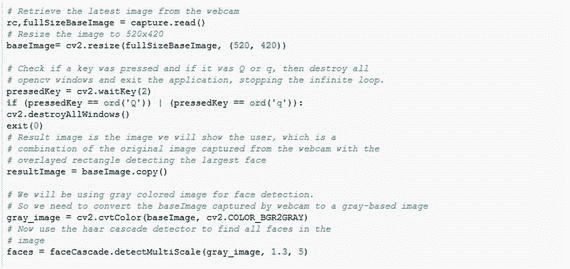 # Retrieve the latest image from the webcam
rc,fullSizeBaseImage = capture.read()
# Resize the image to 520x420
baseImage= cv2.resize(fullSizeBaseImage, (520, 420))
# Check if a key was pressed and if it was Q or q, then destroy all
# opencv windows and exit the application, stopping the infinite loop.
pressedKey = cv2.waitKey(2)
if (pressedKey == ord('Q')) | (pressedKey == ord('q')):
cv2.destroyAllWindows()
exit(0)
# Result image is the image we will show the user, which is a
# combination of the original image captured from the webcam with the
# overlayed rectangle detecting the largest face
resultImage = baseImage.copy()
# We will be using gray colored image for face detection.
# So we need to convert the baseImage captured by webcam to a gray-based image
gray_image = cv2.cvtColor(baseImage, cv2.COLOR_BGR2GRAY)
# Now use the haar cascade detector to find all faces in the
# image
faces = faceCascade.detectMultiScale(gray_image, 1.3, 5)